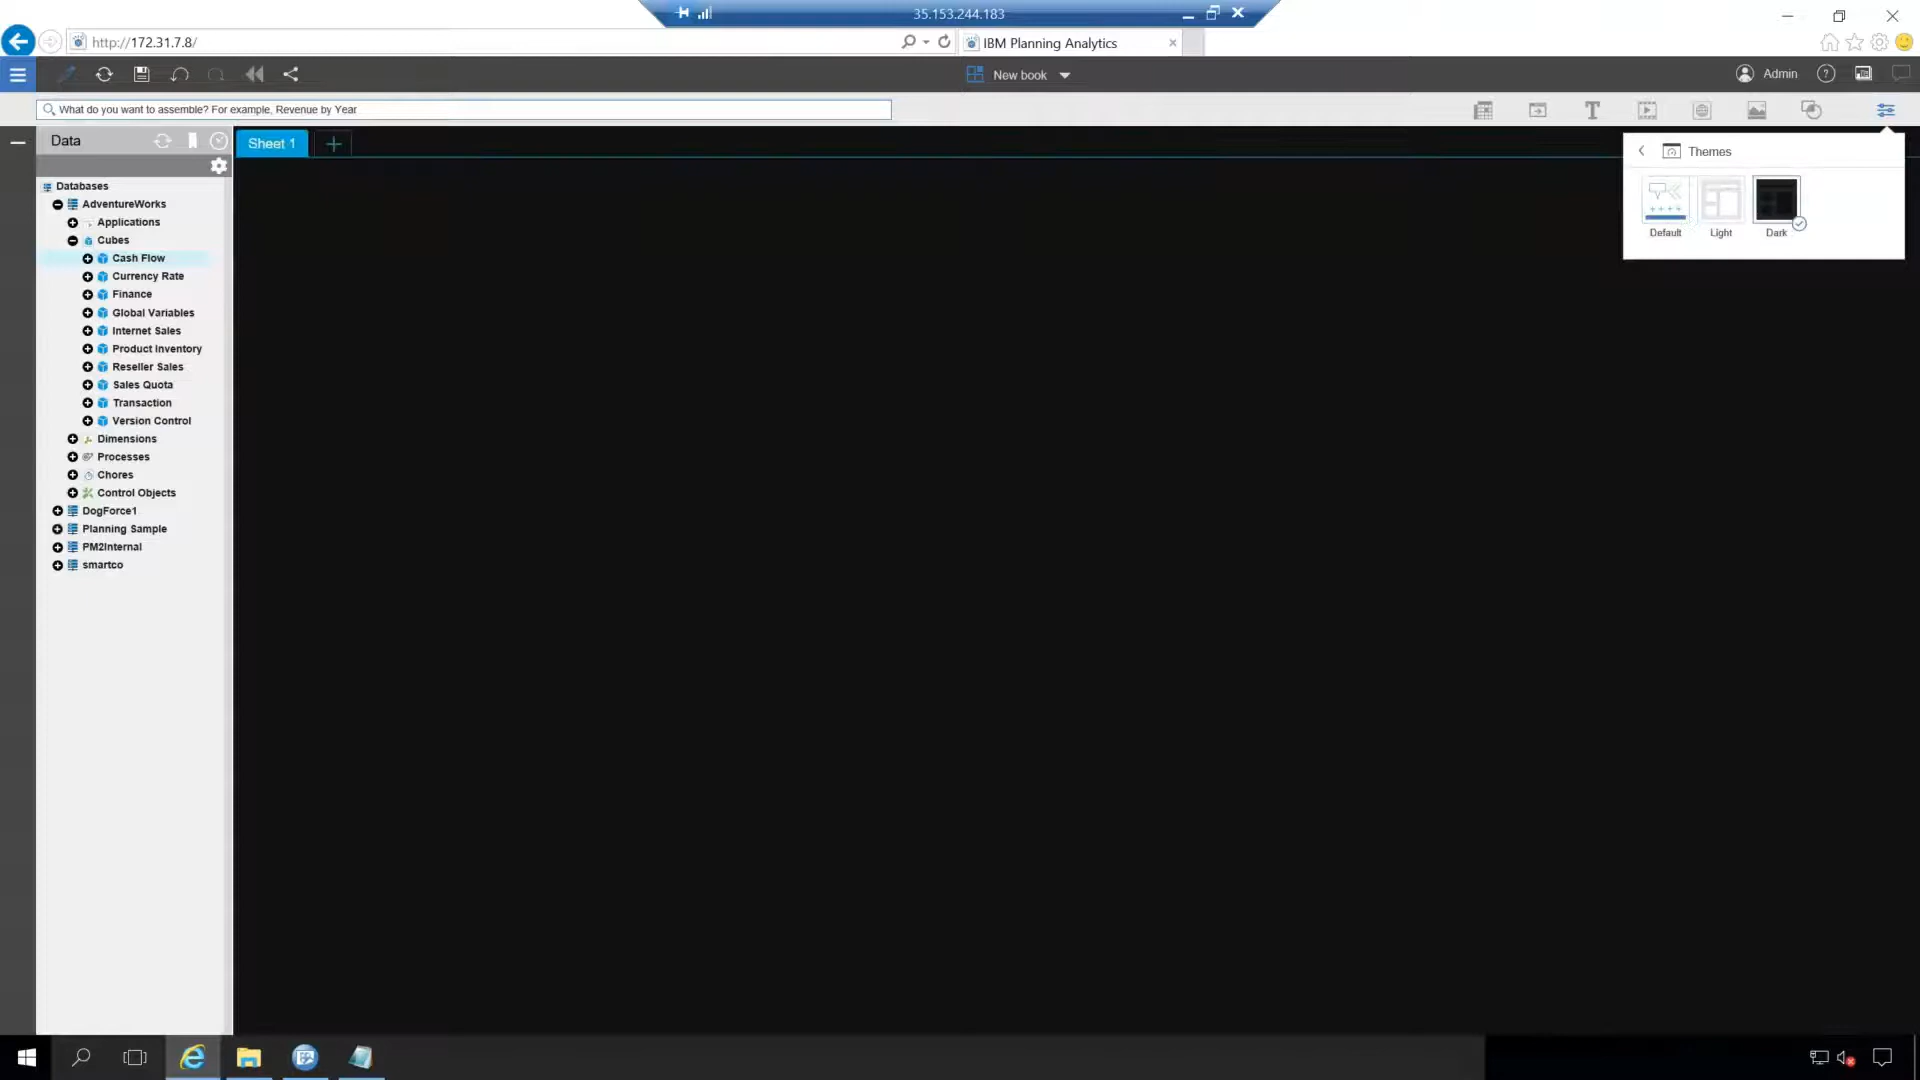 35.153.244.183
http://172.31.7.8/
IBM Planning Analytics
New book
Admin
What do you want to assemble? For example, Revenue by Year
Data
Sheet 1
Themes
Default
Light
Dark
Databases
AdventureWorks
Applications
Cubes
Cash Flow
Currency Rate
Finance
Global Variables
Internet Sales
Product Inventory
Reseller Sales
Sales Quota
Transaction
Version Control
Dimensions
Processes
Chores
Control Objects
DogForce1
Planning Sample
PM2Internal
smartco